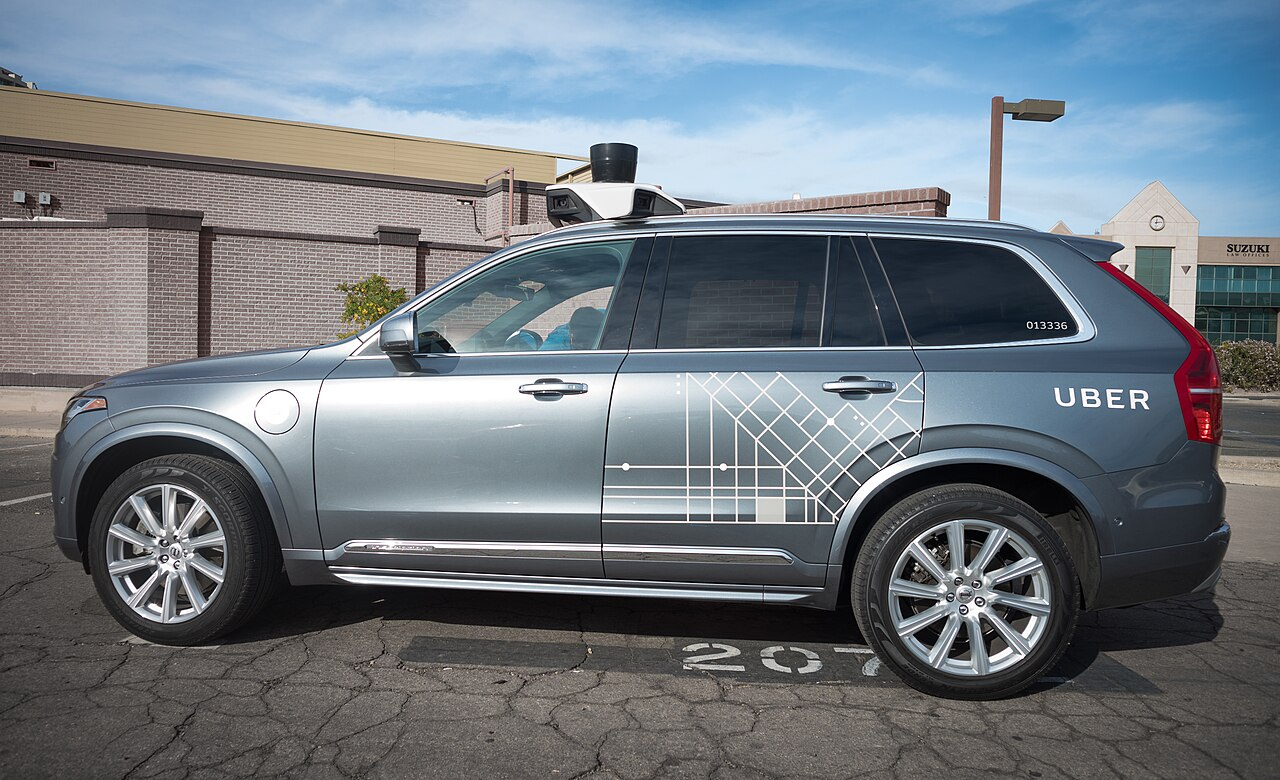 SUZUKI
LAW OFFICES
013336
UBER
207